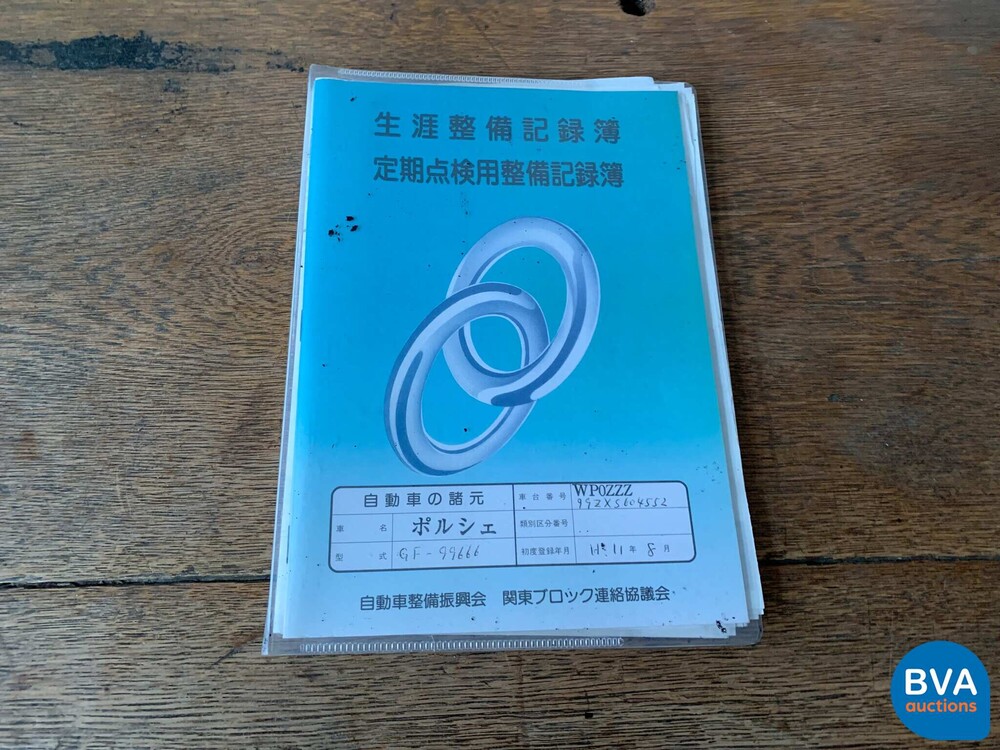 生涯整備記録簿
定期点検用整備記録簿
自動車の諸元
車台番号 WP0ZZZ
99ZXS604552
車名 ポルシェ
類別区分番号
型式 GF-99666
初度登録年月 H.11年8月
自動車整備振興会 関東ブロック連絡協議会
BVA
auctions